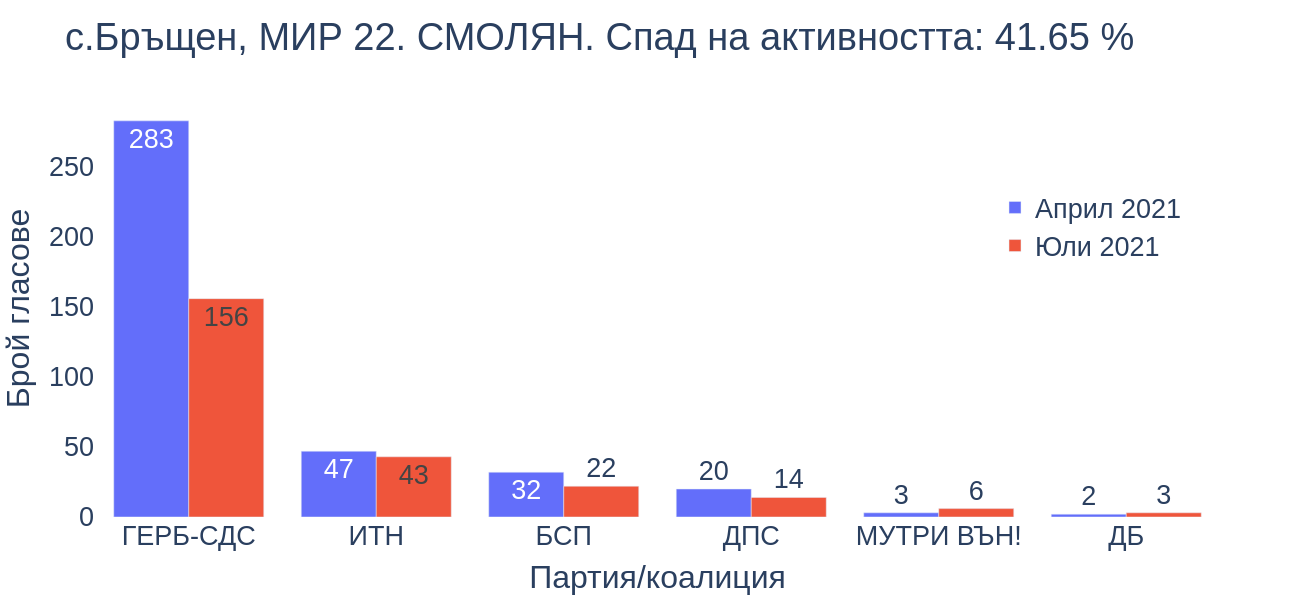 с.Бръщен, МИР 22. СМОЛЯН. Спад на активността: 41.65 %
Брой гласове
250
200
150
100
50
0
283
156
47
43
32
22
20
14
3
6
2
3
Април 2021
Юли 2021
ГЕРБ-СДС
ИТН
БСП
ДПС
МУТРИ ВЪН!
ДБ
Партия/коалиция